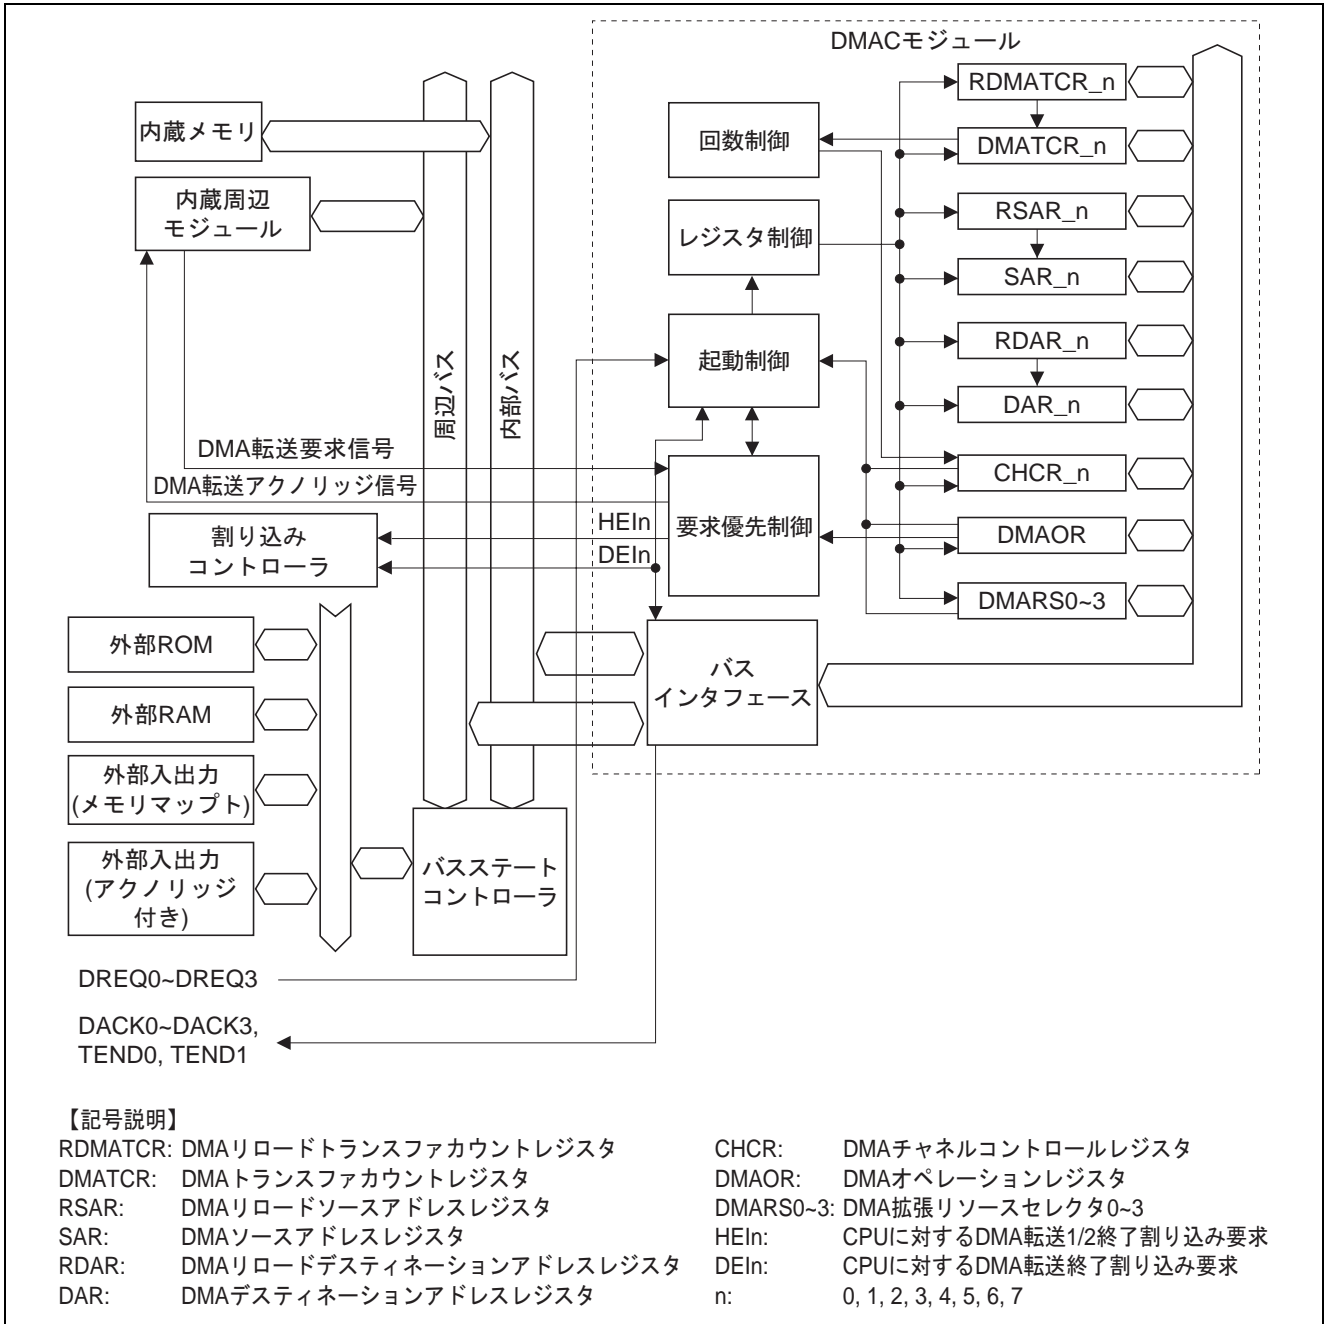 DMACモジュール
RDMATCR_n
DMATCR_n
RSAR_n
SAR_n
RDAR_n
DAR_n
CHCR_n
DMAOR
DMARS0~3
回数制御
レジスタ制御
起動制御
要求優先制御
バス
インタフェース
内蔵メモリ
内蔵周辺
モジュール
周辺バス
内部バス
DMA転送要求信号
DMA転送アクノリッジ信号
HEIn
DEIn
割り込み
コントローラ
外部ROM
外部RAM
外部入出力
(メモリマップト)
外部入出力
(アクノリッジ
付き)
バスステート
コントローラ
DREQ0~DREQ3
DACK0~DACK3,
TEND0, TEND1
【記号説明】
RDMATCR: DMAリロードトランスファカウントレジスタ
DMATCR: DMAトランスファカウントレジスタ
RSAR: DMAリロードソースアドレスレジスタ
SAR: DMAソースアドレスレジスタ
RDAR: DMAリロードデスティネーションアドレスレジスタ
DAR: DMAデスティネーションアドレスレジスタ
CHCR: DMAチャネルコントロールレジスタ
DMAOR: DMAオペレーションレジスタ
DMARS0~3: DMA拡張リソースセレクタ0~3
HEIn: CPUに対するDMA転送1/2終了割り込み要求
DEIn: CPUに対するDMA転送終了割り込み要求
n: 0, 1, 2, 3, 4, 5, 6, 7